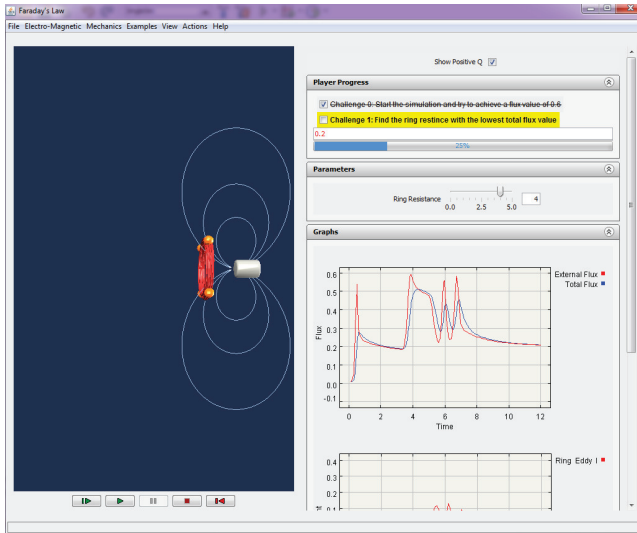 Faraday's Law
File Electro-Magnetic Mechanics Examples View Actions Help
Show Positive Q
Player Progress
Challenge 0: Start the simulation and try to achieve a flux value of 0.6
Challenge 1: Find the ring restince with the lowest total flux value
0.2
25%
Parameters
Ring Resistance
4
0.0 2.5 5.0
Graphs
External Flux
Total Flux
0.6
0.5
0.4
0.3
0.2
0.1
0.0
-0.1
Flux
0 2 4 6 8 10 12
Time
Ring Eddy I
0.4
0.3
0.2
0.1